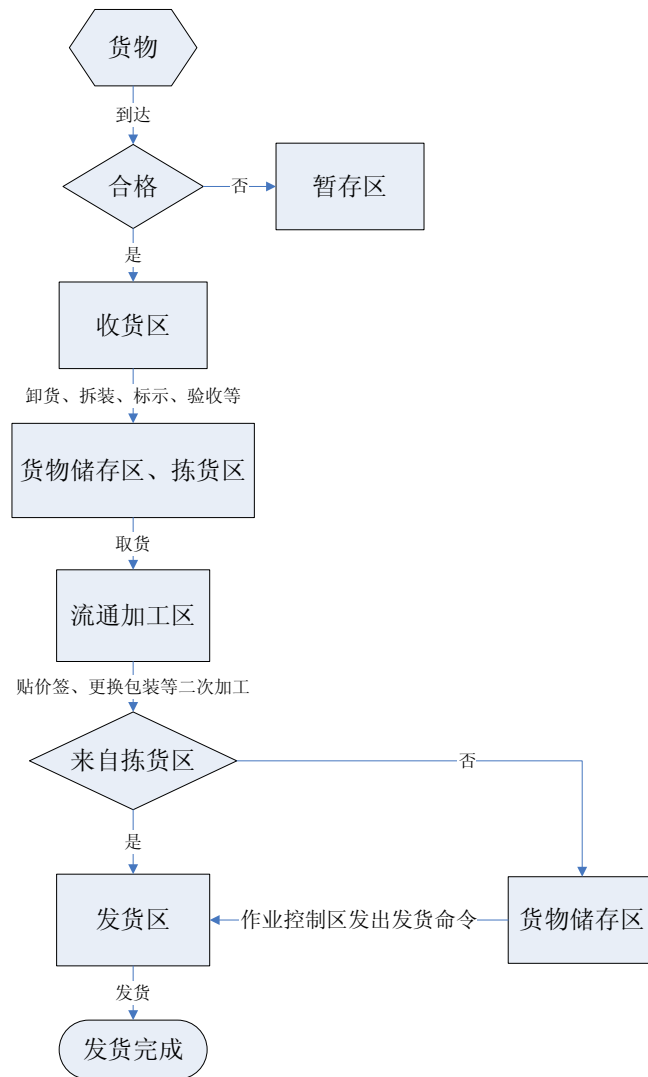 货物
到达
合格
否
暂存区
是
收货区
卸货、拆装、标示、验收等
货物储存区、拣货区
取货
流通加工区
贴价签、更换包装等二次加工
来自拣货区
否
是
发货区
作业控制区发出发货命令
货物储存区
发货
发货完成